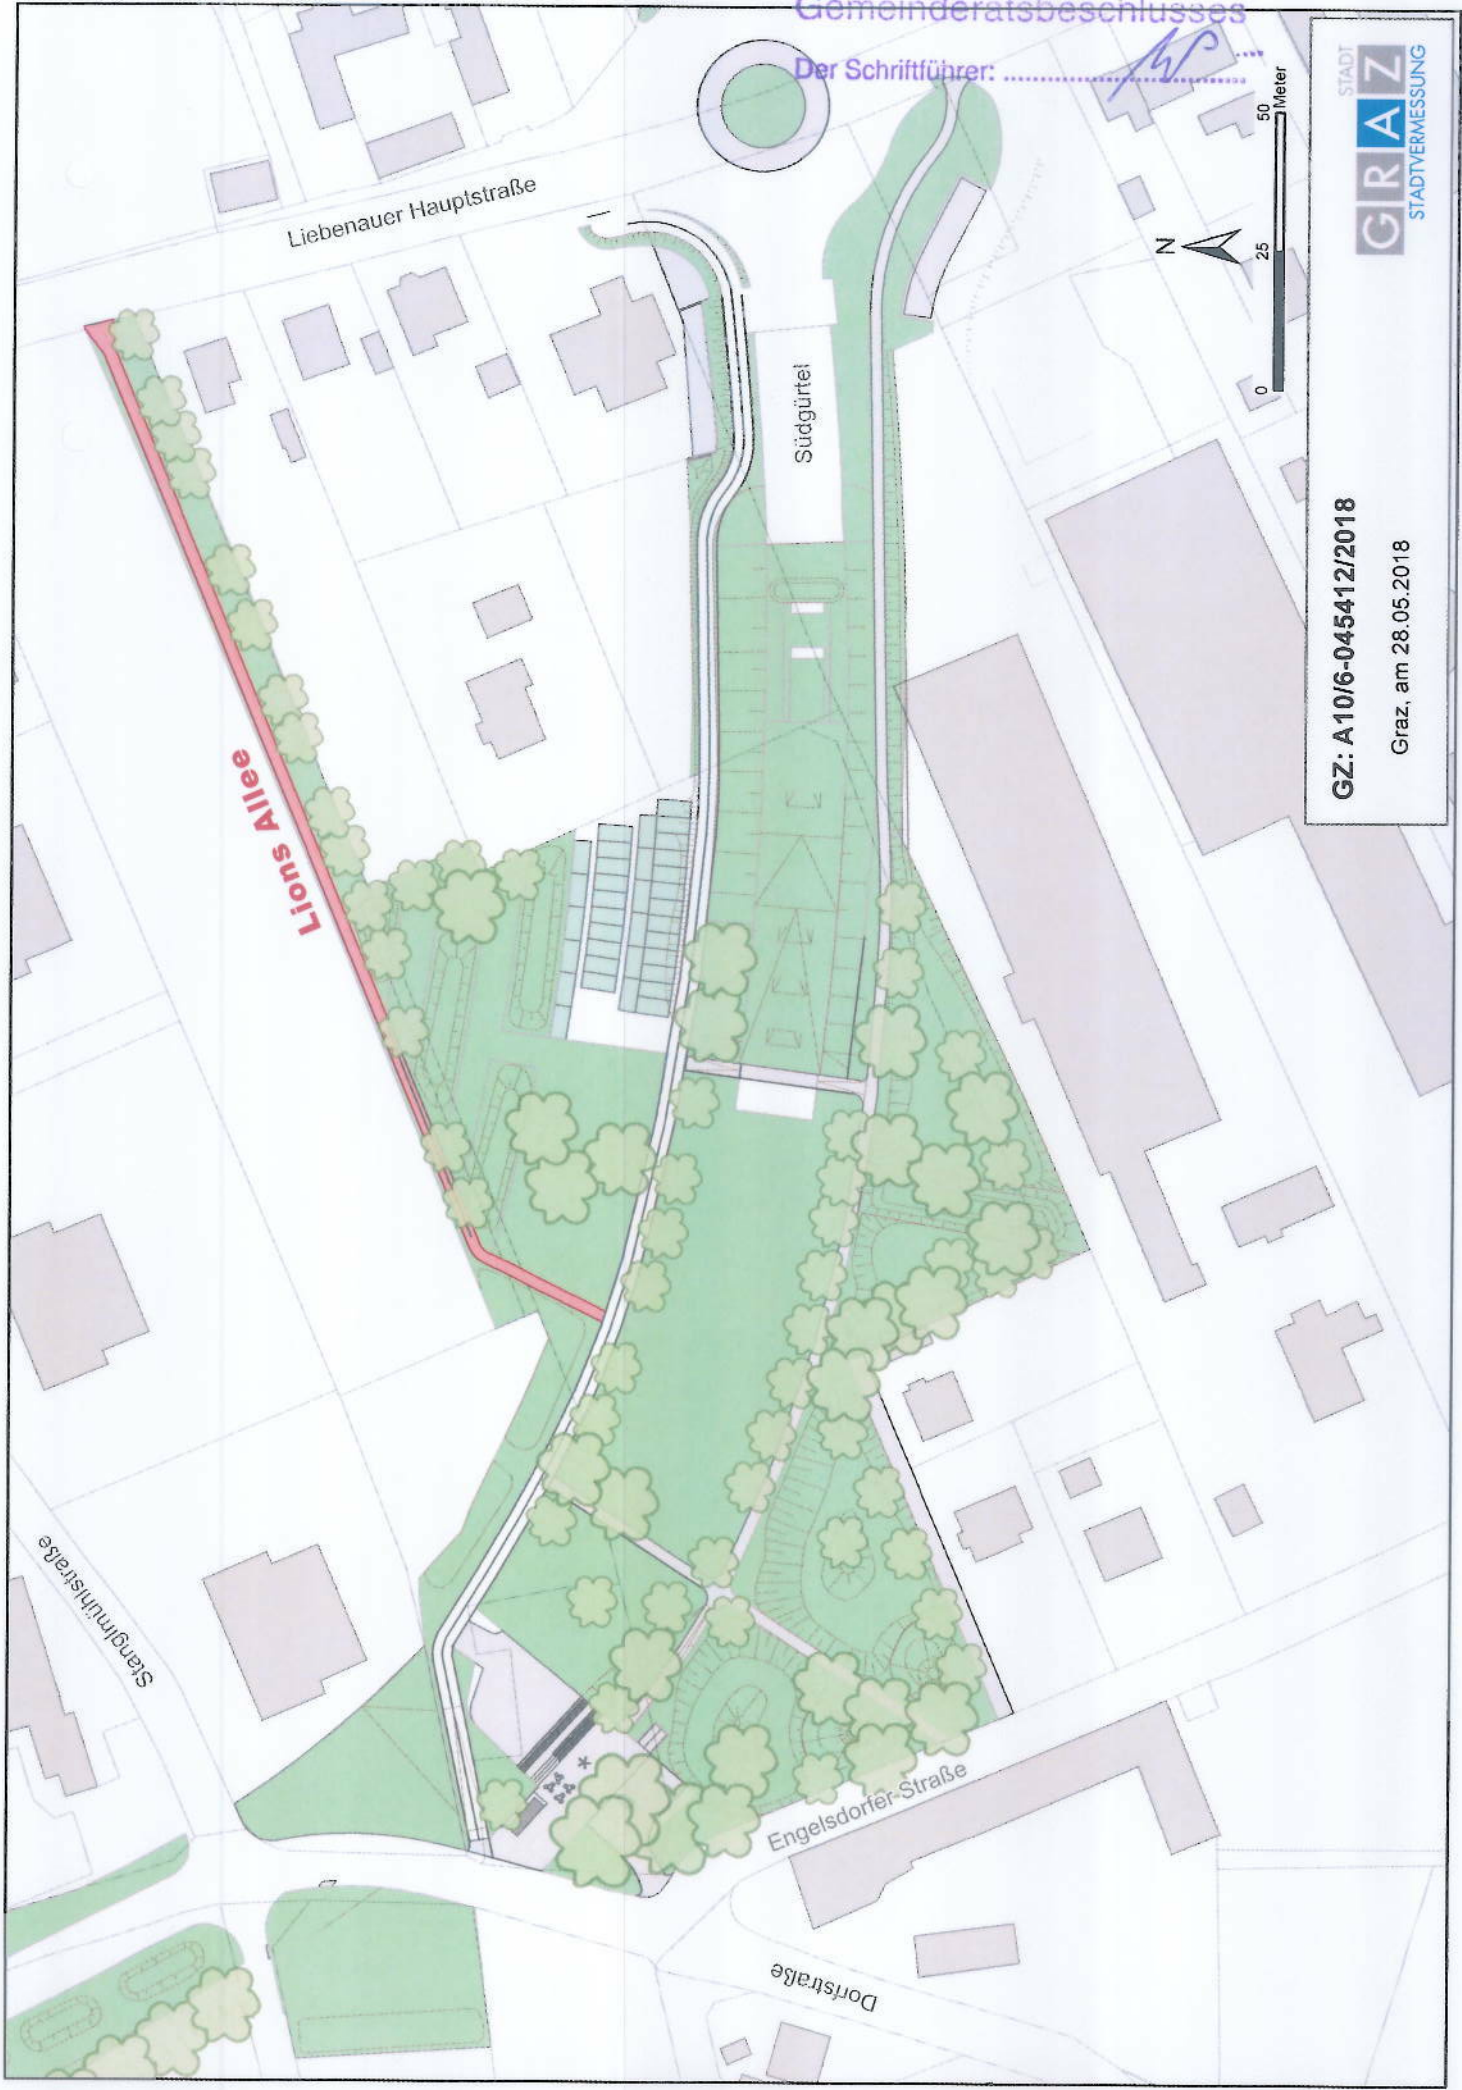 Gemeinderatsbeschlusses
Der Schriftführer:
Liebenauer Hauptstraße
Lions Allee
Südgürtel
Stanglmühlstraße
Engelsdorfer Straße
Dorfstraße
N
0 25 50
Meter
GZ: A10/6-045412/2018
Graz, am 28.05.2018
STADT
GRAZ
STADTVERMESSUNG